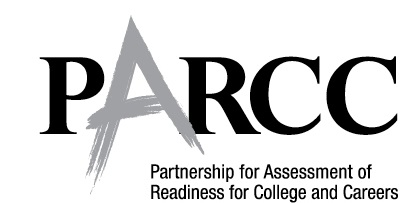 PARCC
Partnership for Assessment of
Readiness for College and Careers